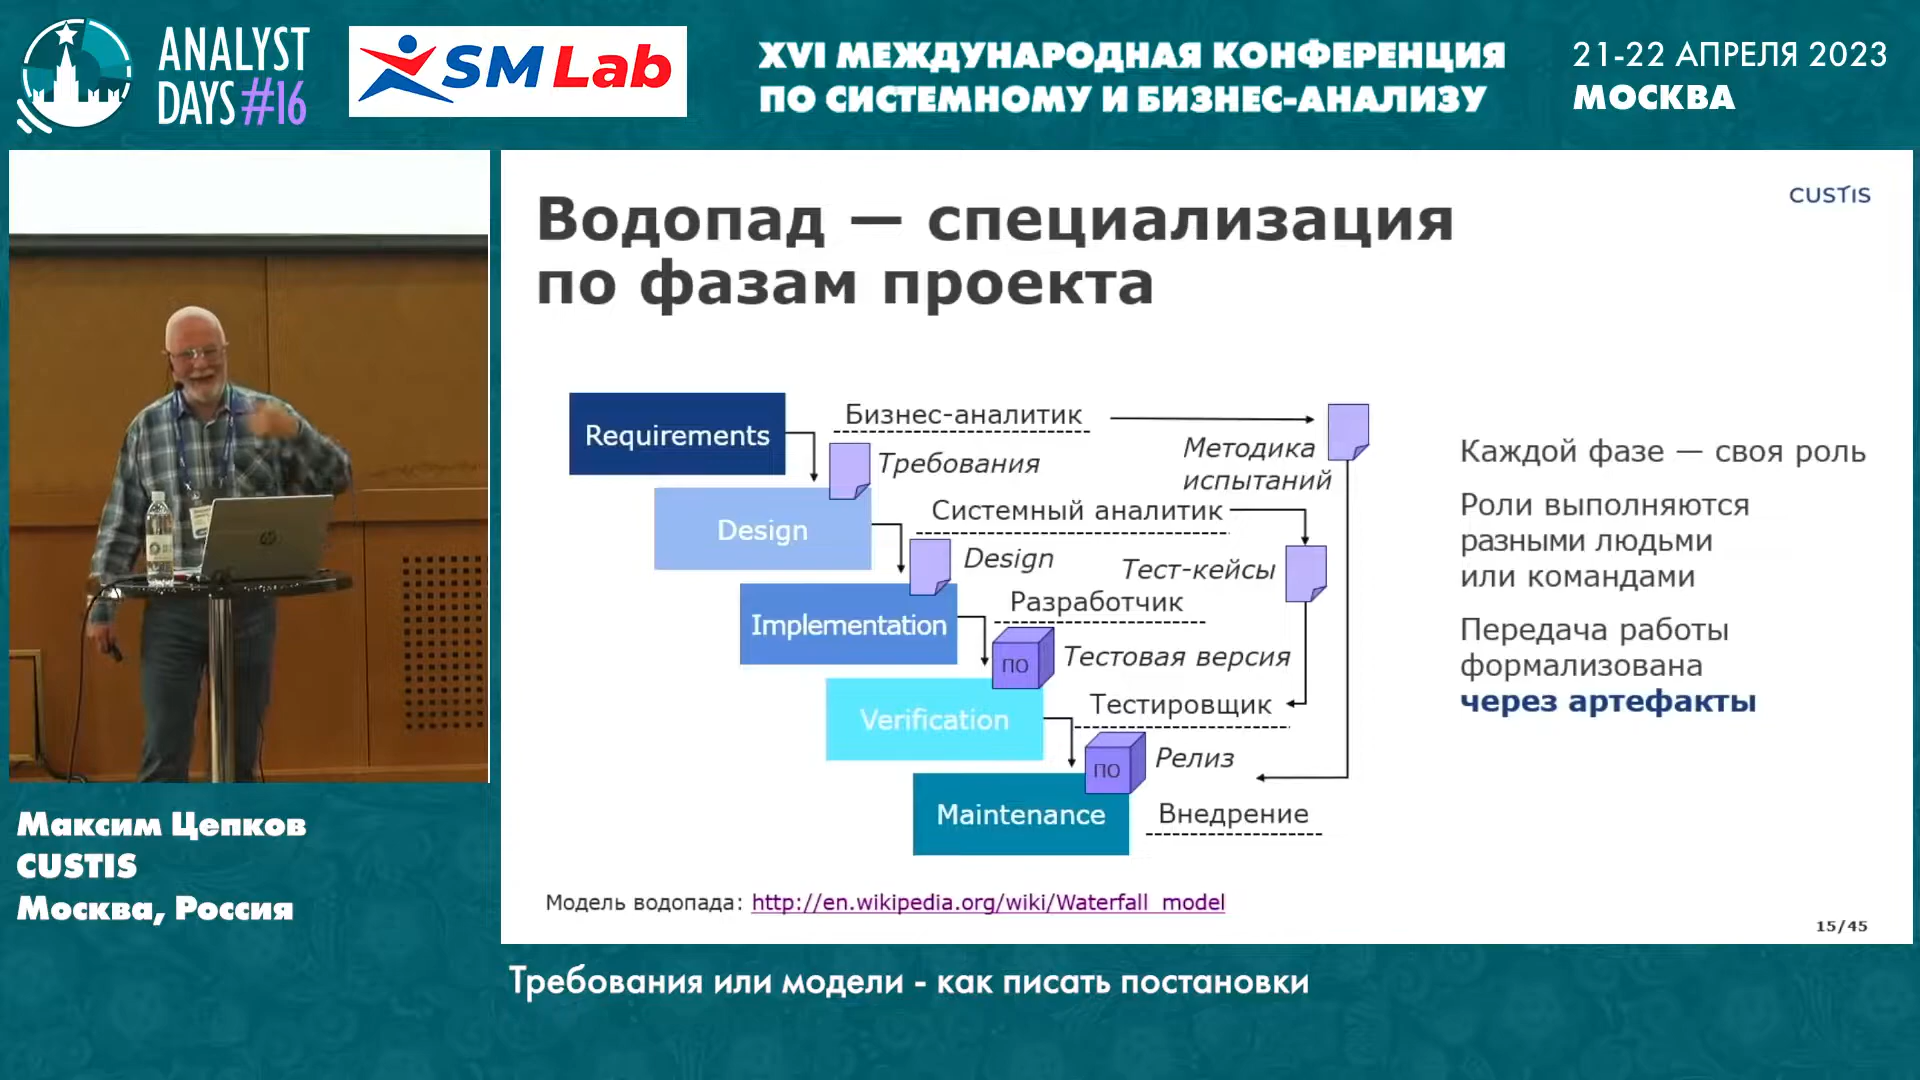 ANALYST
DAYS #16
SM Lab
XVI МЕЖДУНАРОДНАЯ КОНФЕРЕНЦИЯ
ПО СИСТЕМНОМУ И БИЗНЕС-АНАЛИЗУ
21-22 АПРЕЛЯ 2023
МОСКВА
CUSTIS
Водопад — специализация
по фазам проекта
Requirements
Бизнес-аналитик
Требования
Методика
испытаний
Design
Системный аналитик
Design
Тест-кейсы
Implementation
Разработчик
ПО
Тестовая версия
Verification
Тестировщик
ПО
Релиз
Maintenance
Внедрение
Каждой фазе — своя роль
Роли выполняются
разными людьми
или командами
Передача работы
формализована
через артефакты
Модель водопада: http://en.wikipedia.org/wiki/Waterfall_model
15/45
Максим Цепков
CUSTIS
Москва, Россия
Требования или модели - как писать постановки